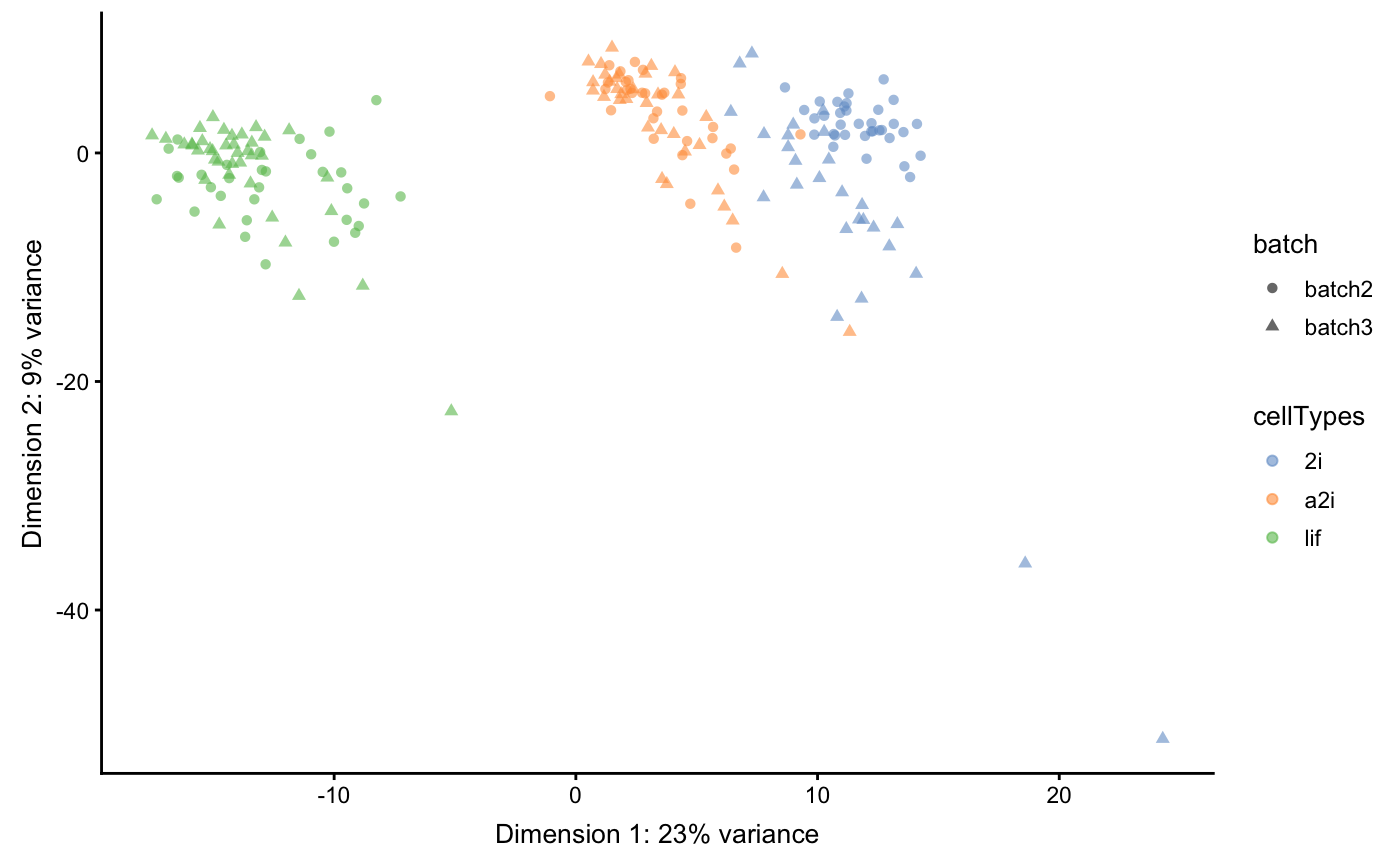 0
-20
-40
Dimension 2: 9% variance
-10
0
10
20
Dimension 1: 23% variance
batch
batch2
batch3
cellTypes
2i
a2i
lif